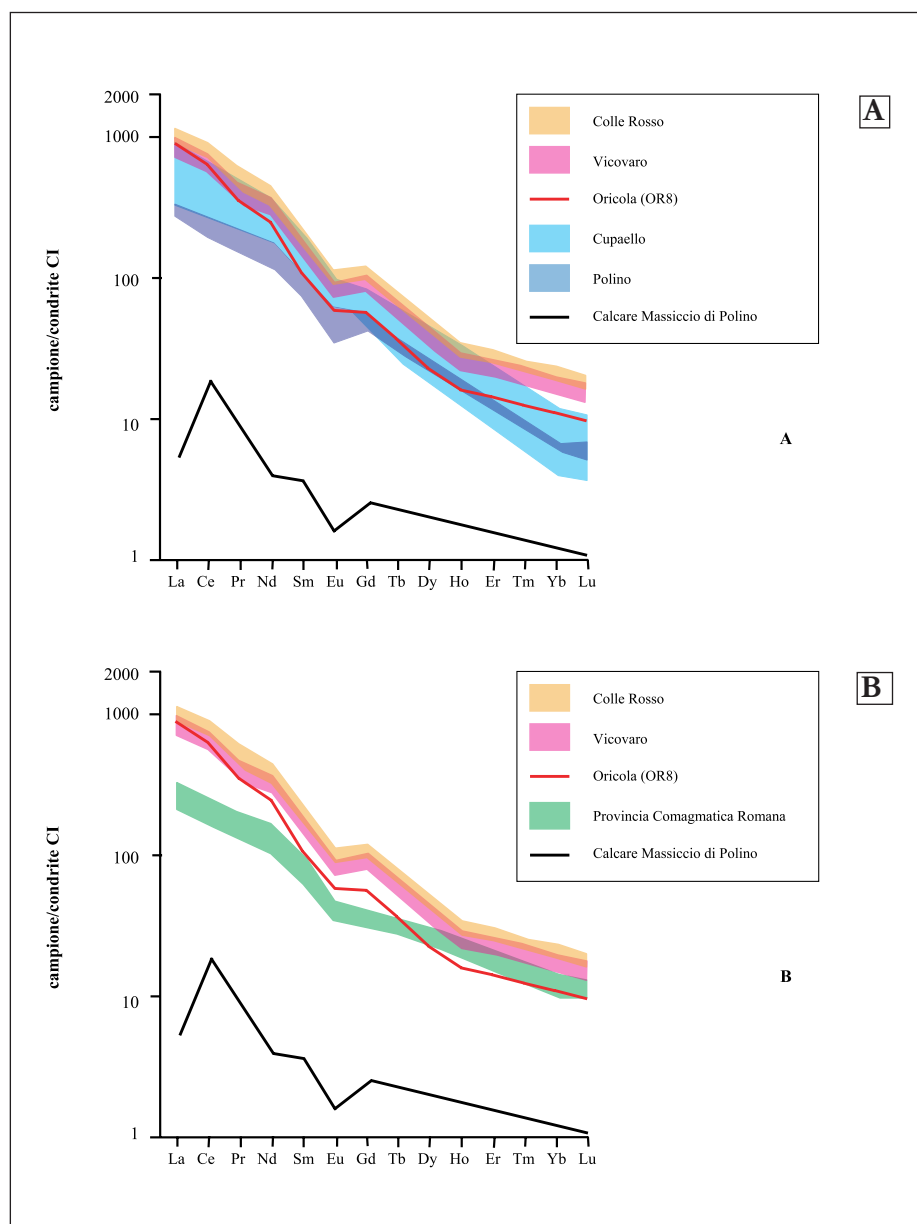 A
2000
1000
100
10
1
campione/condrite CI
La Ce Pr Nd Sm Eu Gd Tb Dy Ho Er Tm Yb Lu
Colle Rosso
Vicovaro
Oricola (OR8)
Cupaello
Polino
Calcare Massiccio di Polino
A
B
2000
1000
100
10
1
campione/condrite CI
La Ce Pr Nd Sm Eu Gd Tb Dy Ho Er Tm Yb Lu
Colle Rosso
Vicovaro
Oricola (OR8)
Provincia Comagmatica Romana
Calcare Massiccio di Polino
B